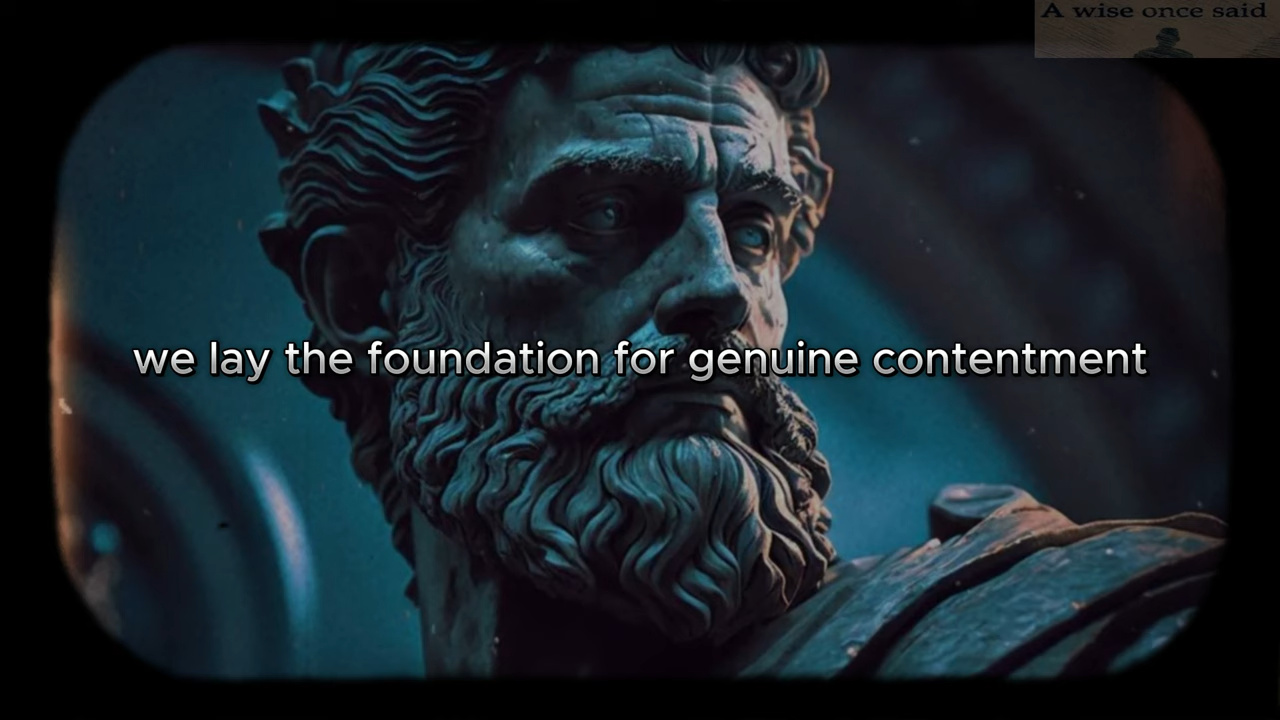 A wise once said
we lay the foundation for genuine contentment